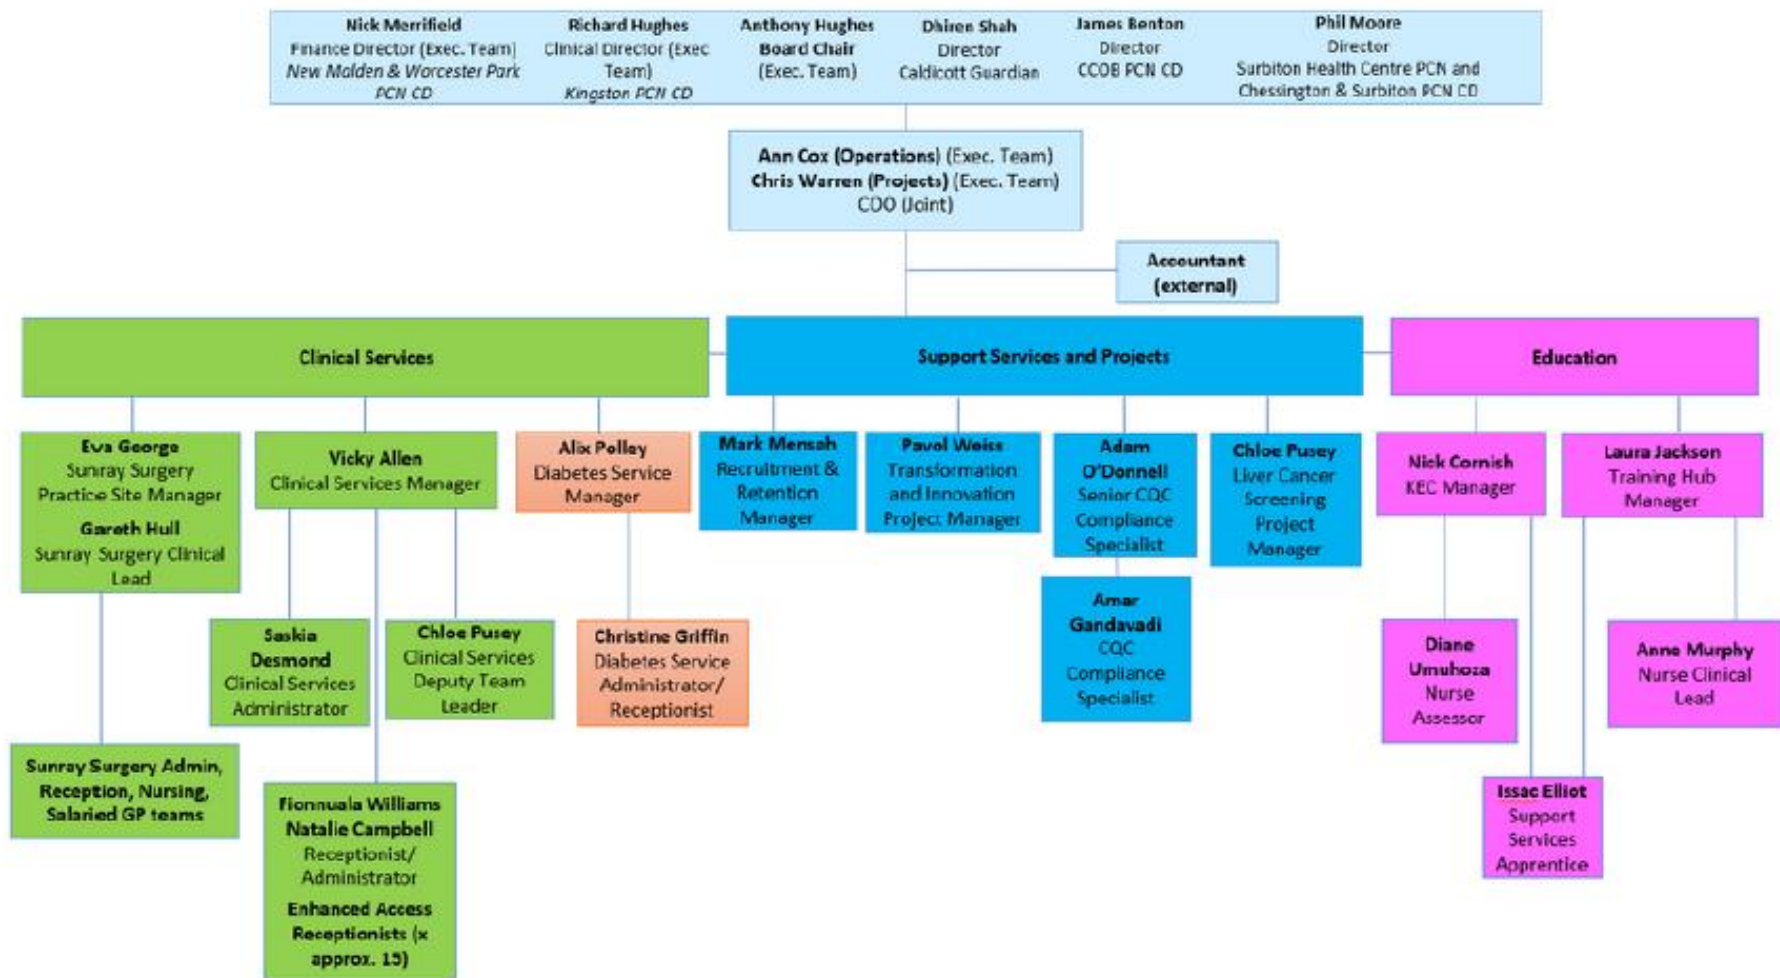 Nick Merrifield
Finance Director (Exec. Team)
New Malden & Worcester Park
PCN CD
Richard Hughes
Clinical Director (Exec
Team)
Kingston PCN CD
Anthony Hughes
Board Chair
(Exec. Team)
Dhiren Shah
Director
Caldicott Guardian
James Benton
Director
CCOB PCN CD
Phil Moore
Director
Surbiton Health Centre PCN and
Chessington & Surbiton PCN CD
Ann Cox (Operations) (Exec. Team)
Chris Warren (Projects) (Exec. Team)
COO (Joint)
Accountant
(external)
Clinical Services
Support Services and Projects
Education
Eva George
Sunray Surgery
Practice Site Manager
Gareth Hull
Sunray Surgery Clinical
Lead
Vicky Allen
Clinical Services Manager
Alix Polley
Diabetes Service
Manager
Mark Mensah
Recruitment &
Retention
Manager
Pavol Weiss
Transformation
and Innovation
Project Manager
Adam
O'Donnell
Senior CQC
Compliance
Specialist
Chloe Pusey
Liver Cancer
Screening
Project
Manager
Nick Cornish
KEC Manager
Laura Jackson
Training Hub
Manager
Saskia
Desmond
Clinical Services
Administrator
Chloe Pusey
Clinical Services
Deputy Team
Leader
Christine Griffin
Diabetes Service
Administrator/
Receptionist
Amar
Gandavadi
CQC
Compliance
Specialist
Diane
Umuhoza
Nurse
Assessor
Anne Murphy
Nurse Clinical
Lead
Sunray Surgery Admin,
Reception, Nursing,
Salaried GP teams
Fionnuala Williams
Natalie Campbell
Receptionist/
Administrator
Enhanced Access
Receptionists (x
approx. 15)
Issac Elliot
Support
Services
Apprentice